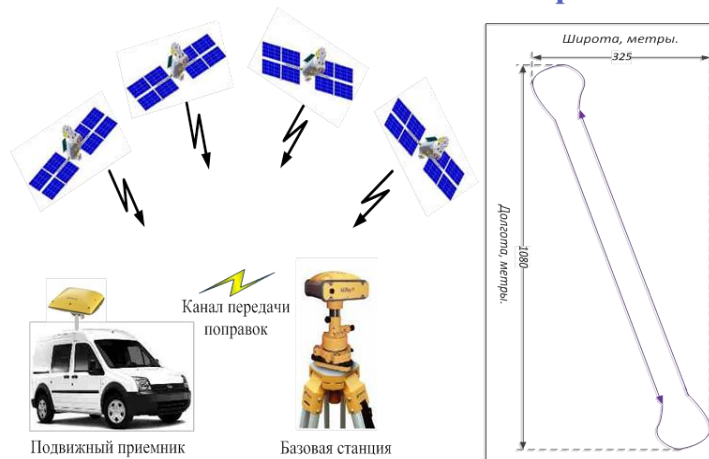 Широта, метры.
325
Долгота, метры.
1080
Канал передачи
поправок
Подвижный приемник
Базовая станция